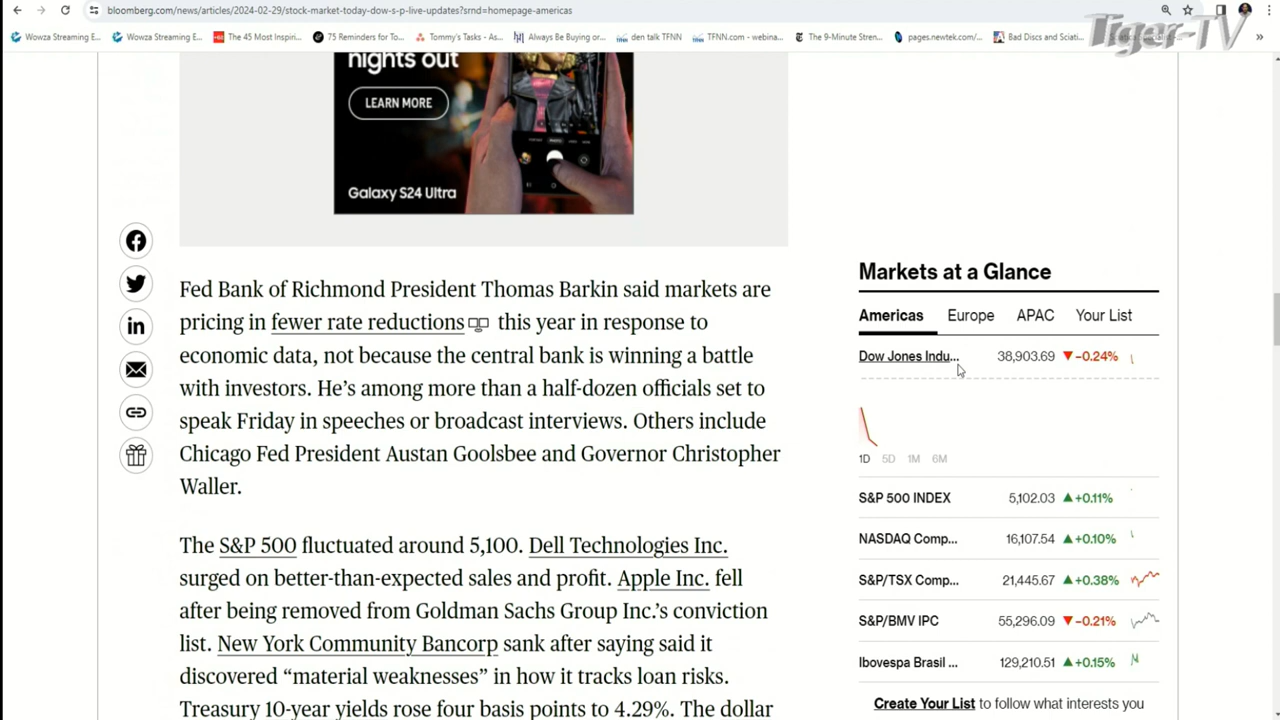 bloomberg.com/news/articles/2024-02-29/stock-market-today-dow-s-p-live-updates?srnd=homepage-americas
Wowza Streaming E... Wowza Streaming E... The 45 Most Inspiri... 75 Reminders for To... Tommy's Tasks - As... Always Be Buying or... den talk TFNN TFNN.com - webina... The 9-Minute Stren... pages.newtek.com/... Bad Discs and Sciati... »
Tiger-TV
nights out
LEARN MORE
Galaxy S24 Ultra
Fed Bank of Richmond President Thomas Barkin said markets are
pricing in fewer rate reductions this year in response to
economic data, not because the central bank is winning a battle
with investors. He's among more than a half-dozen officials set to
speak Friday in speeches or broadcast interviews. Others include
Chicago Fed President Austan Goolsbee and Governor Christopher
Waller.
The S&P 500 fluctuated around 5,100. Dell Technologies Inc.
surged on better-than-expected sales and profit. Apple Inc. fell
after being removed from Goldman Sachs Group Inc.'s conviction
list. New York Community Bancorp sank after saying said it
discovered “material weaknesses” in how it tracks loan risks.
Treasury 10-year yields rose four basis points to 4.29%. The dollar
Markets at a Glance
Americas Europe APAC Your List
Dow Jones Indu... 38,903.69 ▼ −0.24%
1D 5D 1M 6M
S&P 500 INDEX 5,102.03 ▲ +0.11%
NASDAQ Comp... 16,107.54 ▲ +0.10%
S&P/TSX Comp... 21,445.67 ▲ +0.38%
S&P/BMV IPC 55,296.09 ▼ −0.21%
Ibovespa Brasil ... 129,210.51 ▲ +0.15%
Create Your List to follow what interests you